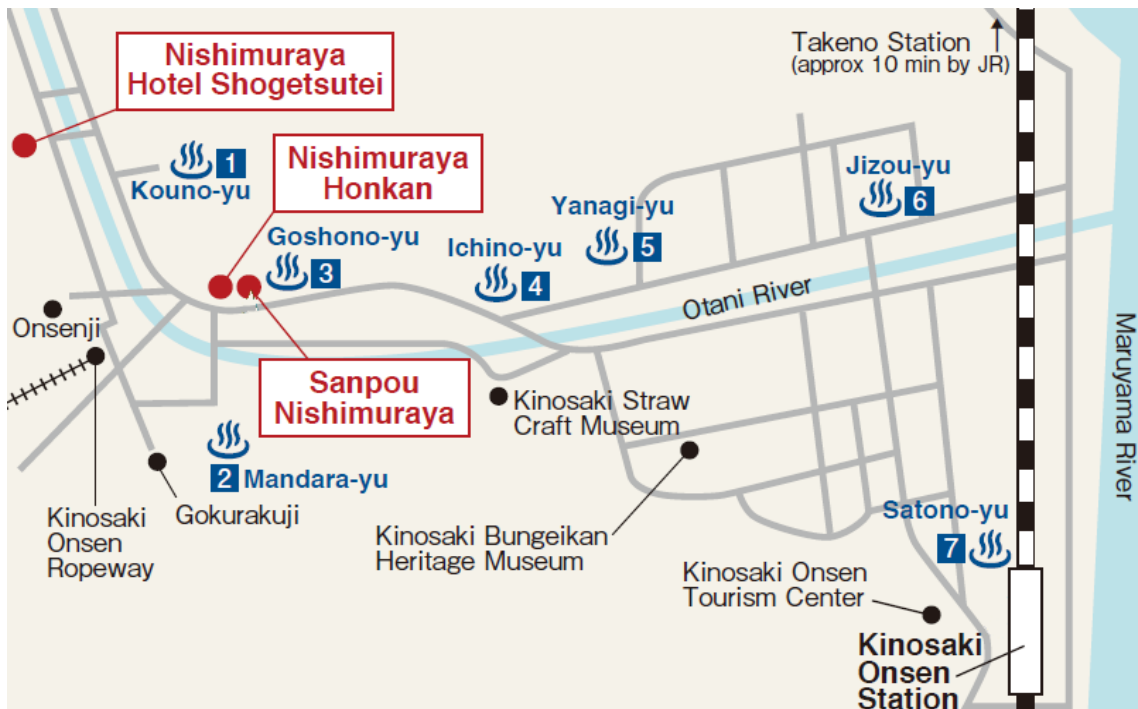 Nishimuraya
Hotel Shogetsutei
Takeno Station
(approx 10 min by JR)
1
Kouno-yu
Nishimuraya
Honkan
Jizou-yu
6
Yanagi-yu
5
Goshono-yu
3
Ichino-yu
4
Otani River
Onsenji
Maruyama River
Sanpou
Nishimuraya
Kinosaki Straw
Craft Museum
2 Mandara-yu
Gokurakuji
Kinosaki
Onsen
Ropeway
Kinosaki Bungeikan
Heritage Museum
Satono-yu
7
Kinosaki Onsen
Tourism Center
Kinosaki
Onsen
Station